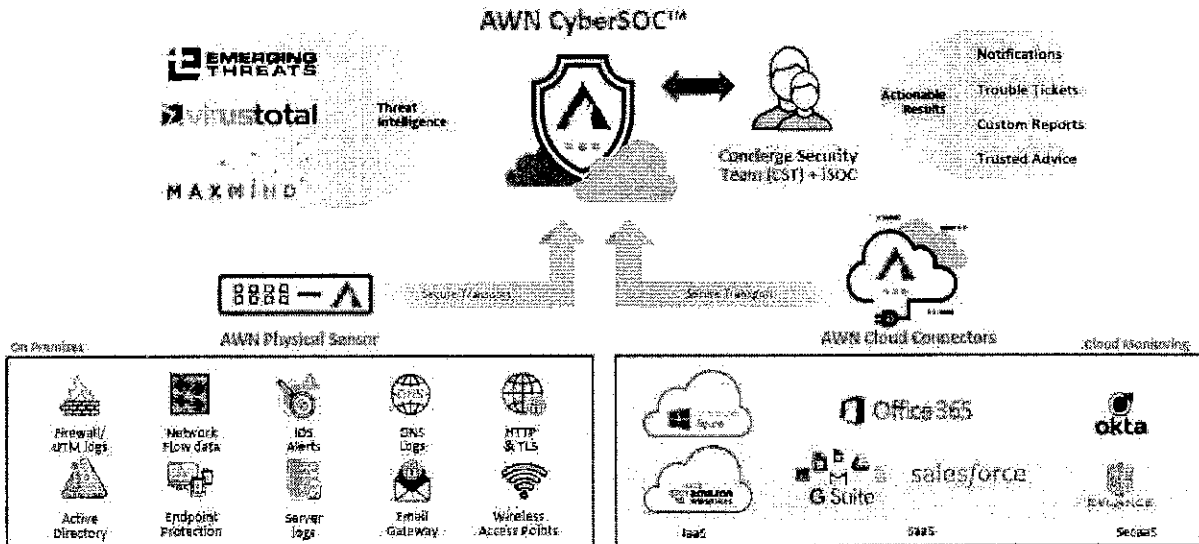 AWN CyberSOC™
EMERGING
THREATS
virustotal
MAXMIND
Threat
Intelligence
Concierge Security
Team (CST) + iSOC
Actionable
Results
Notifications
Trouble Tickets
Custom Reports
Trusted Advice
Secure Transport
Secure Transport
AWN Physical Sensor
AWN Cloud Connectors
On Premises
Cloud Monitoring
Firewall/
UTM logs
Network
Flow data
IDS
Alerts
DNS
Logs
HTTP
& TLS
Active
Directory
Endpoint
Protection
Server
logs
Email
Gateway
Wireless
Access Points
Azure
Office 365
okta
amazon
G Suite
salesforce
CYLANCE
IaaS
SaaS
SecaaS